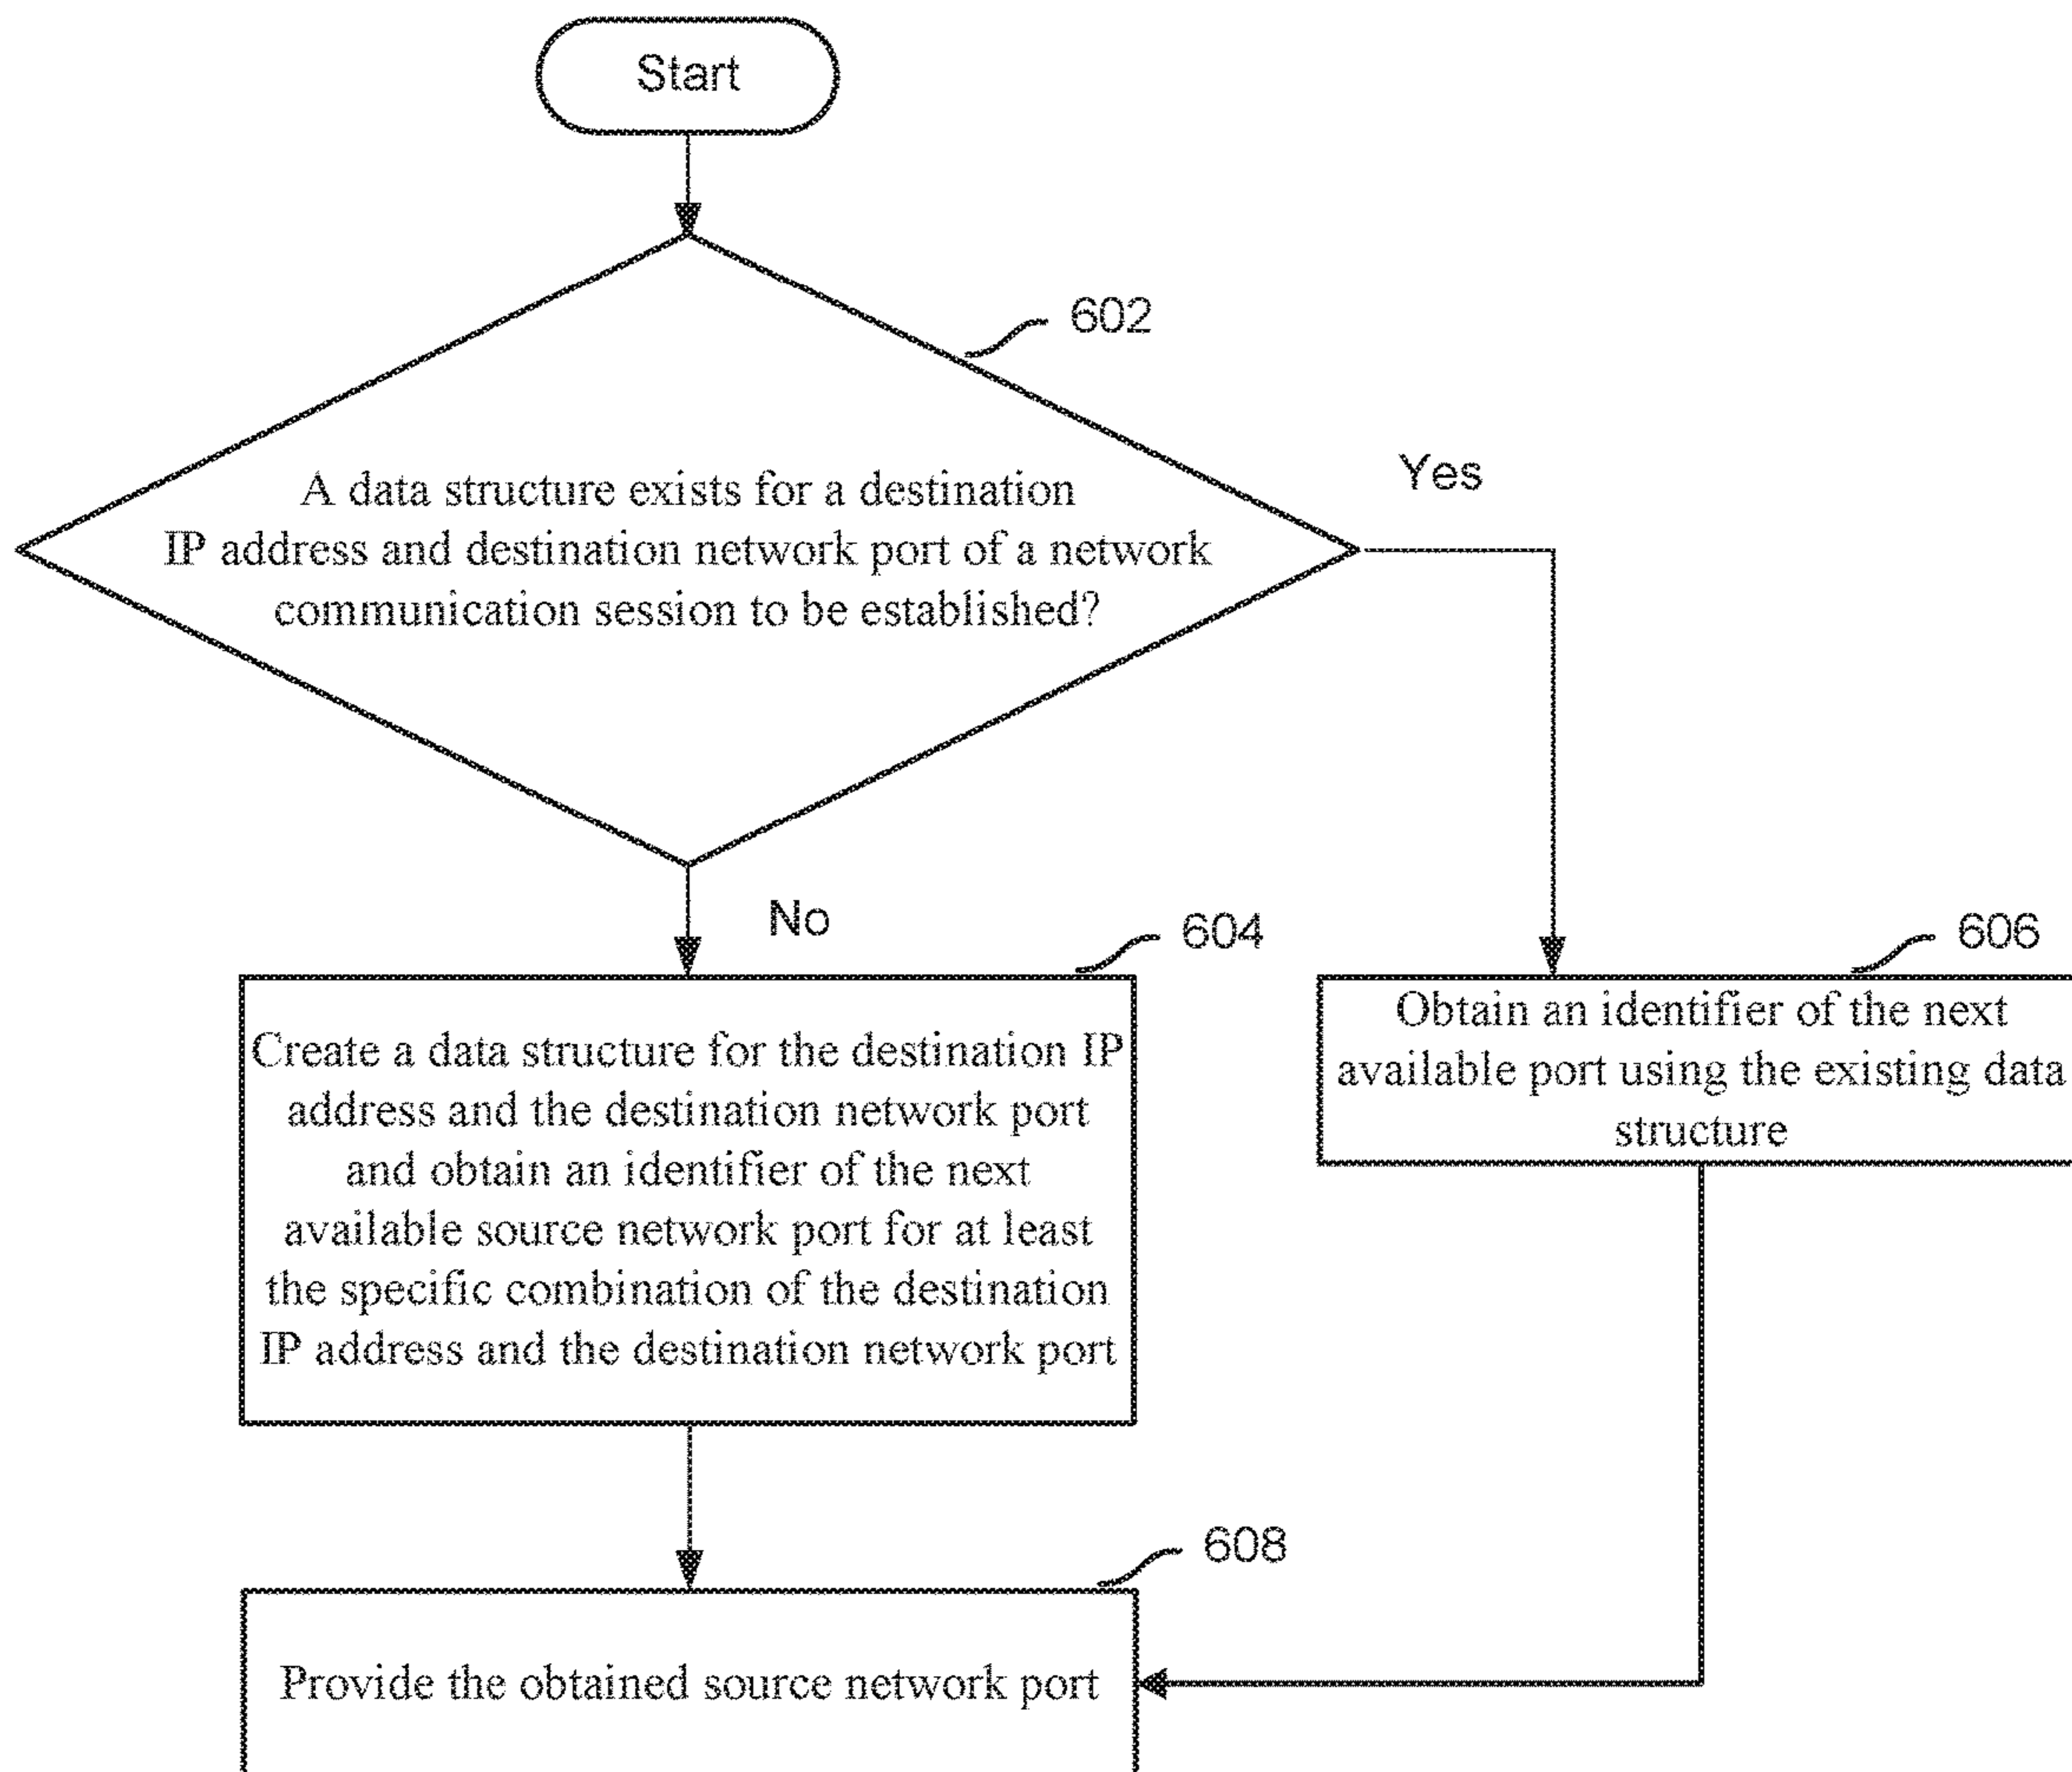 Start
602
A data structure exists for a destination
IP address and destination network port of a network
communication session to be established?
Yes
No
604
606
Create a data structure for the destination IP
address and the destination network port
and obtain an identifier of the next
available source network port for at least
the specific combination of the destination
IP address and the destination network port
Obtain an identifier of the next
available port using the existing data
structure
608
Provide the obtained source network port